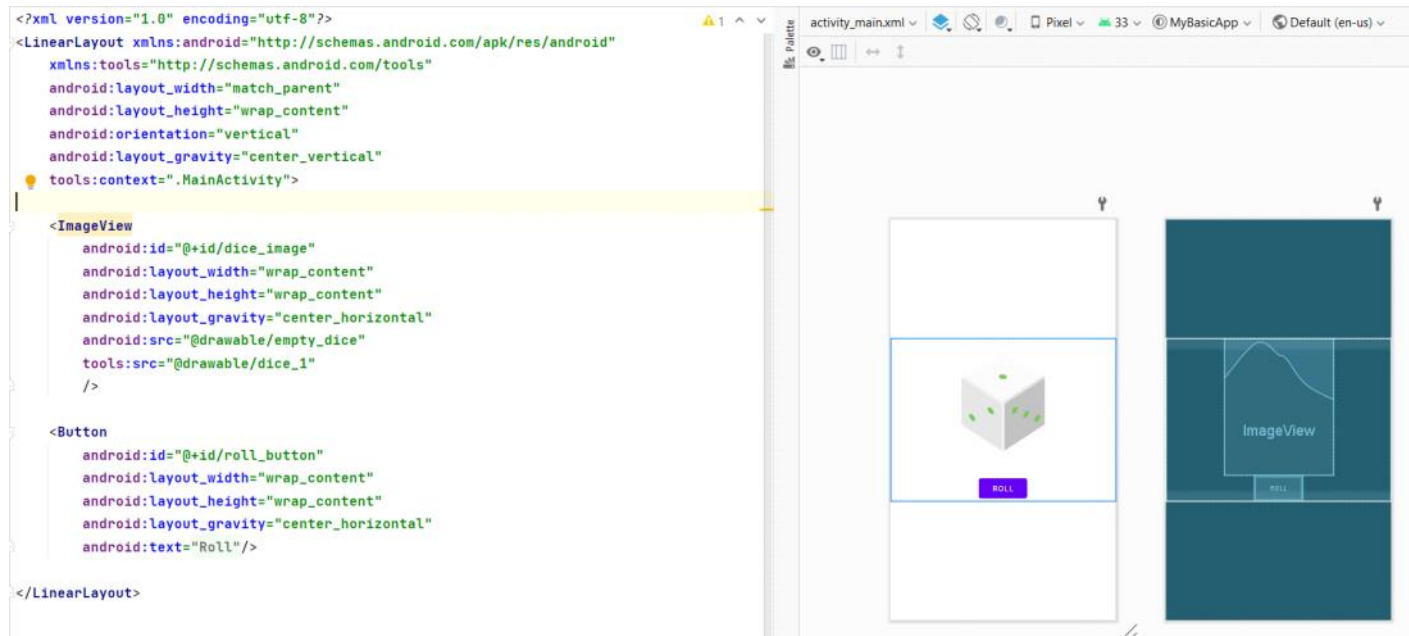 <?xml version="1.0" encoding="utf-8"?>
<LinearLayout xmlns:android="http://schemas.android.com/apk/res/android"
    xmlns:tools="http://schemas.android.com/tools"
    android:layout_width="match_parent"
    android:layout_height="wrap_content"
    android:orientation="vertical"
    android:layout_gravity="center_vertical"
    tools:context=".MainActivity">
    <ImageView
        android:id="@+id/dice_image"
        android:layout_width="wrap_content"
        android:layout_height="wrap_content"
        android:layout_gravity="center_horizontal"
        android:src="@drawable/empty_dice"
        tools:src="@drawable/dice_1"
        />
    <Button
        android:id="@+id/roll_button"
        android:layout_width="wrap_content"
        android:layout_height="wrap_content"
        android:layout_gravity="center_horizontal"
        android:text="Roll"/>
</LinearLayout>
1
Palette
activity_main.xml Pixel 33 MyBasicApp Default (en-us)
ROLL
ImageView
ROLL